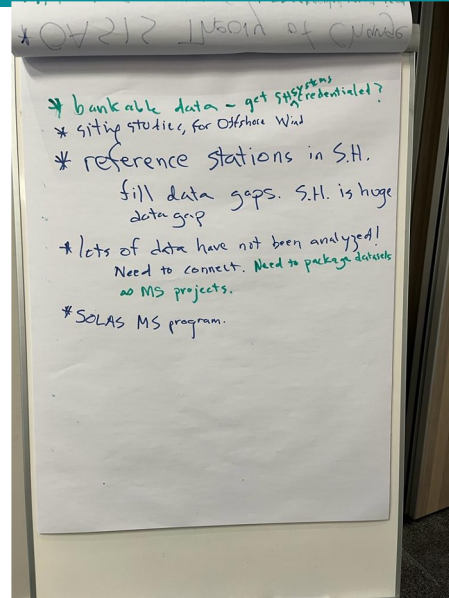 * bankable data - get systems credentialed?
* siting studies, for Offshore Wind
* reference stations in S.H.
fill data gaps. S.H. is huge
data gap
* lots of data have not been analyzed!
Need to connect. Need to package datasets
as MS projects.
* SOLAS MS program.